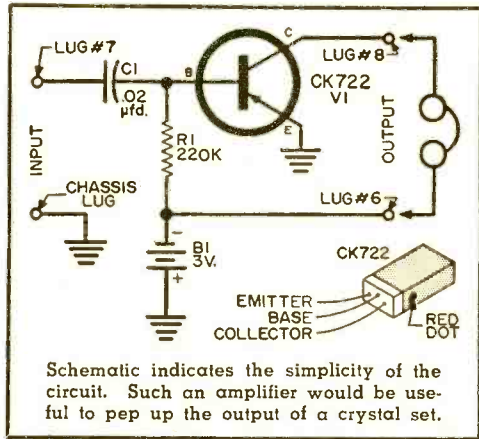 C
LUG #7
LUG#8
C1
B
CK722
V1
.02
µfd.
E
INPUT
R1
220K
OUTPUT
CHASSIS
LUG
LUG#6
-
B1
3V.
+
CK722
EMITTER
BASE
COLLECTOR
RED
DOT
Schematic indicates the simplicity of the
circuit. Such an amplifier would be use-
ful to pep up the output of a crystal set.